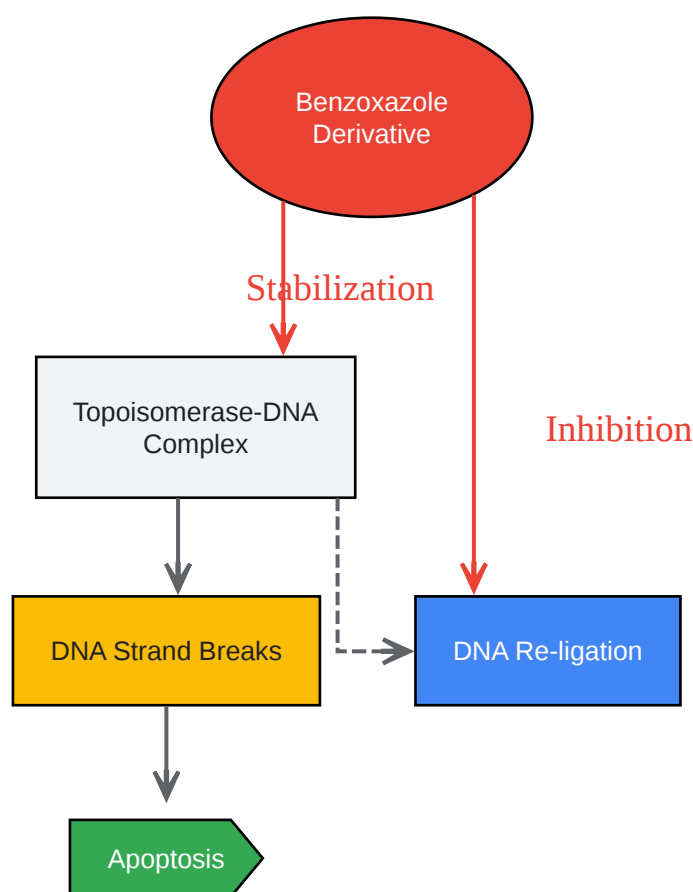 Benzoxazole
Derivative
Stabilization
Topoisomerase-DNA
Complex
Inhibition
DNA Strand Breaks
DNA Re-ligation
Apoptosis